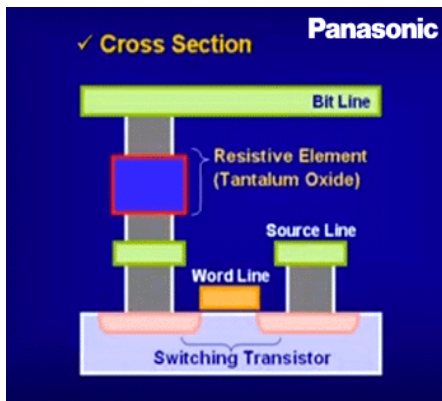 Panasonic
✓ Cross Section
Bit Line
Resistive Element
(Tantalum Oxide)
Source Line
Word Line
Switching Transistor